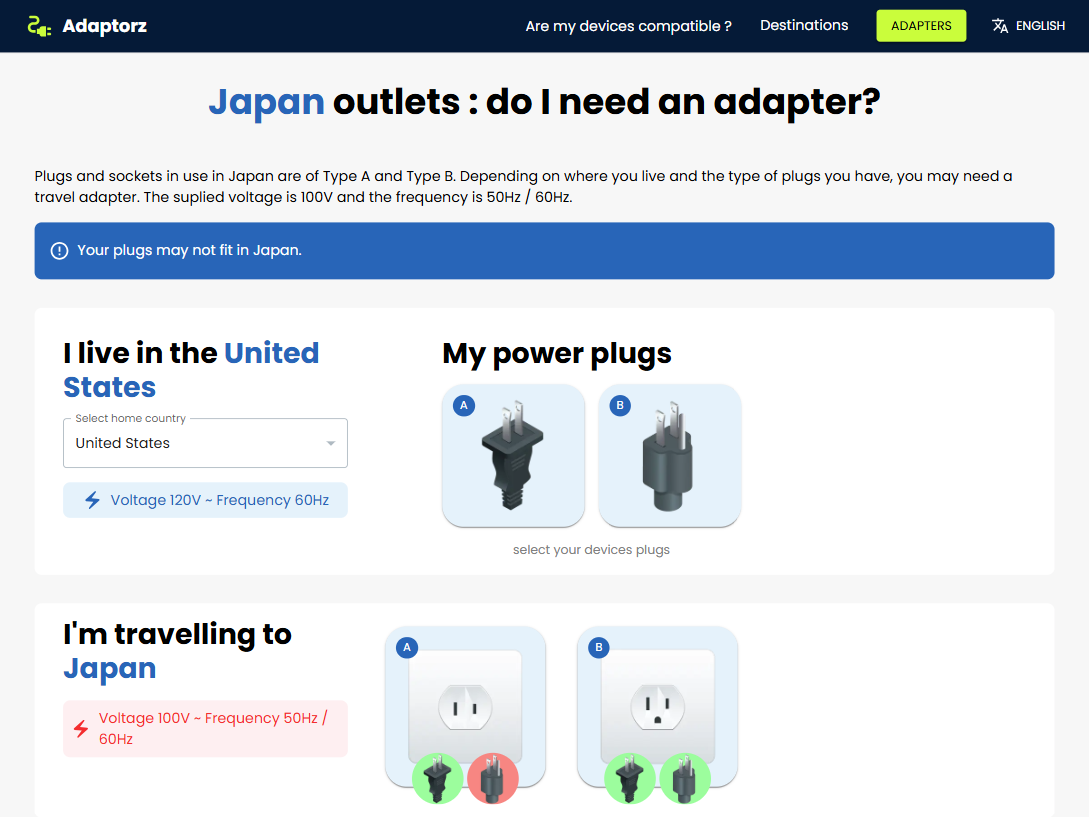 Adaptorz
Are my devices compatible ?
Destinations
ADAPTERS
ENGLISH
Japan outlets : do I need an adapter?
Plugs and sockets in use in Japan are of Type A and Type B. Depending on where you live and the type of plugs you have, you may need a
travel adapter. The suplied voltage is 100V and the frequency is 50Hz / 60Hz.
Your plugs may not fit in Japan.
I live in the United
States
Select home country
United States
Voltage 120V ~ Frequency 60Hz
My power plugs
A
B
select your devices plugs
I'm travelling to
Japan
Voltage 100V ~ Frequency 50Hz /
60Hz
A
B